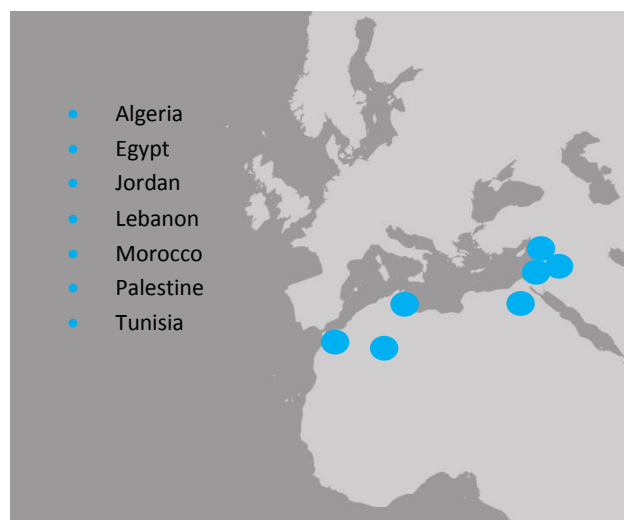 Algeria
Egypt
Jordan
Lebanon
Morocco
Palestine
Tunisia